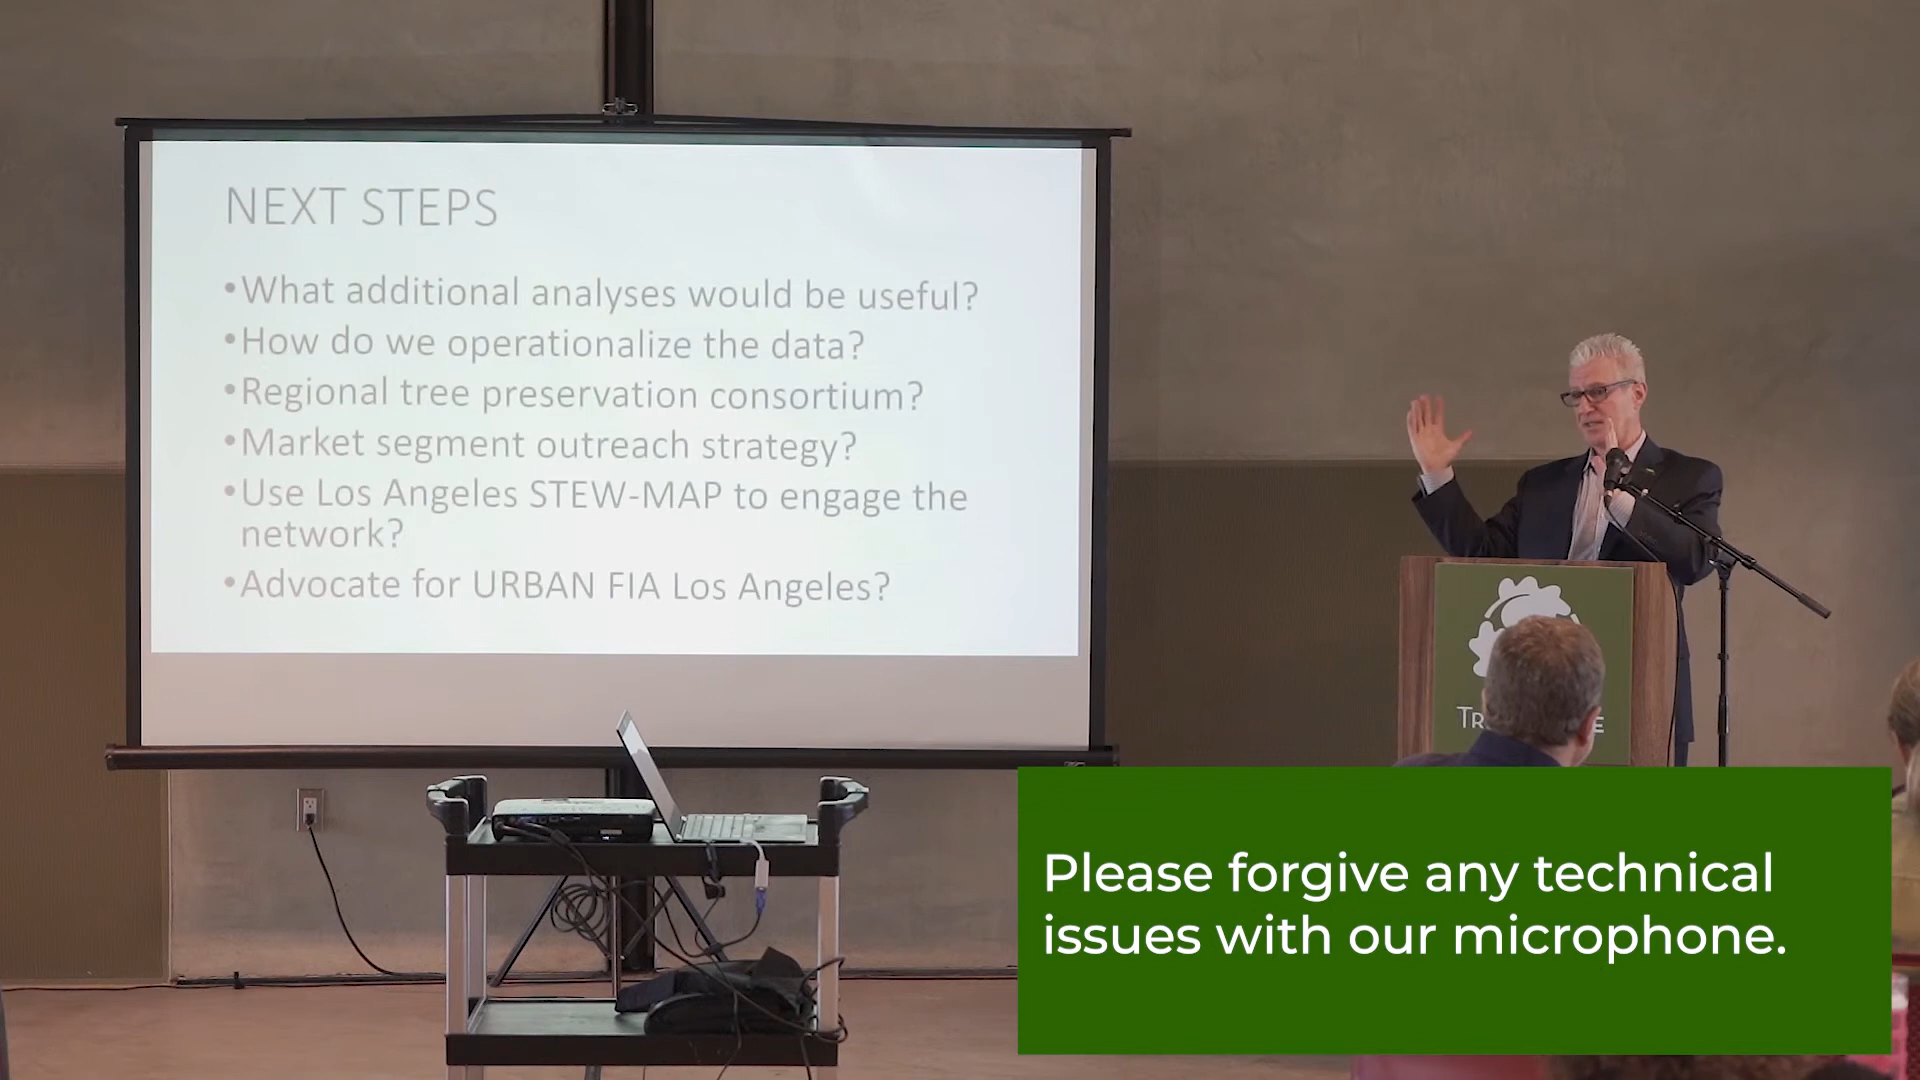 NEXT STEPS
•What additional analyses would be useful?
•How do we operationalize the data?
•Regional tree preservation consortium?
•Market segment outreach strategy?
•Use Los Angeles STEW-MAP to engage the
network?
•Advocate for URBAN FIA Los Angeles?
Please forgive any technical
issues with our microphone.